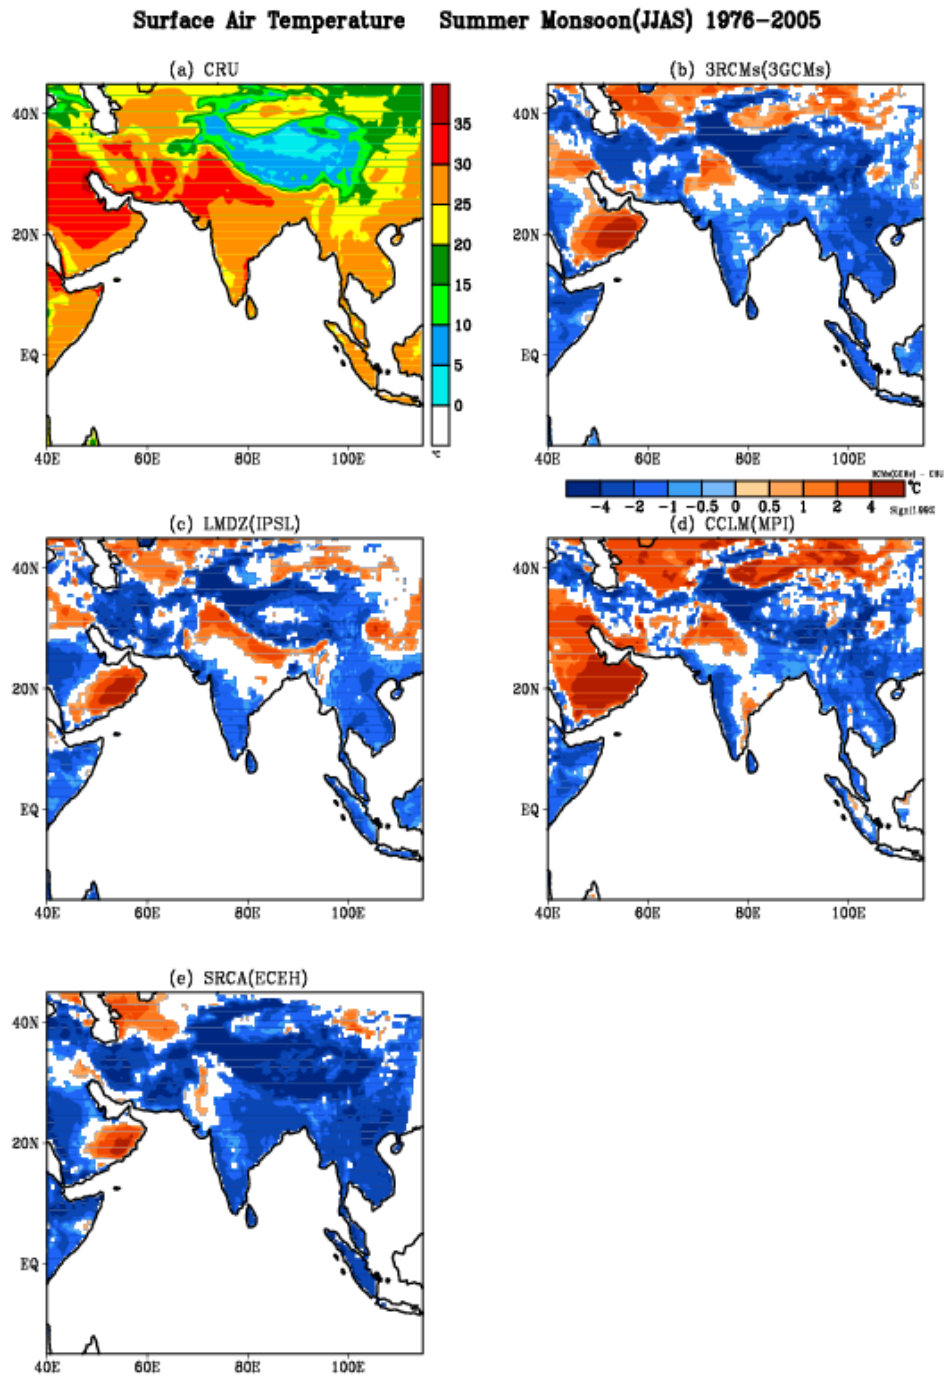 Surface Air Temperature Summer Monsoon(JJAS) 1976-2005
(a) CRU
40N
20N
EQ
40E 60E 80E 100E
35
30
25
20
15
10
5
0
(b) 3RCMs(3GCMs)
40N
20N
EQ
40E 60E 80E 100E
-4 -2 -1 -0.5 0 0.5 1 2 4 °C
(c) LMDZ(IPSL)
40N
20N
EQ
40E 60E 80E 100E
(d) CCLM(MPI)
40N
20N
EQ
40E 60E 80E 100E
(e) SRCA(ECEH)
40N
20N
EQ
40E 60E 80E 100E